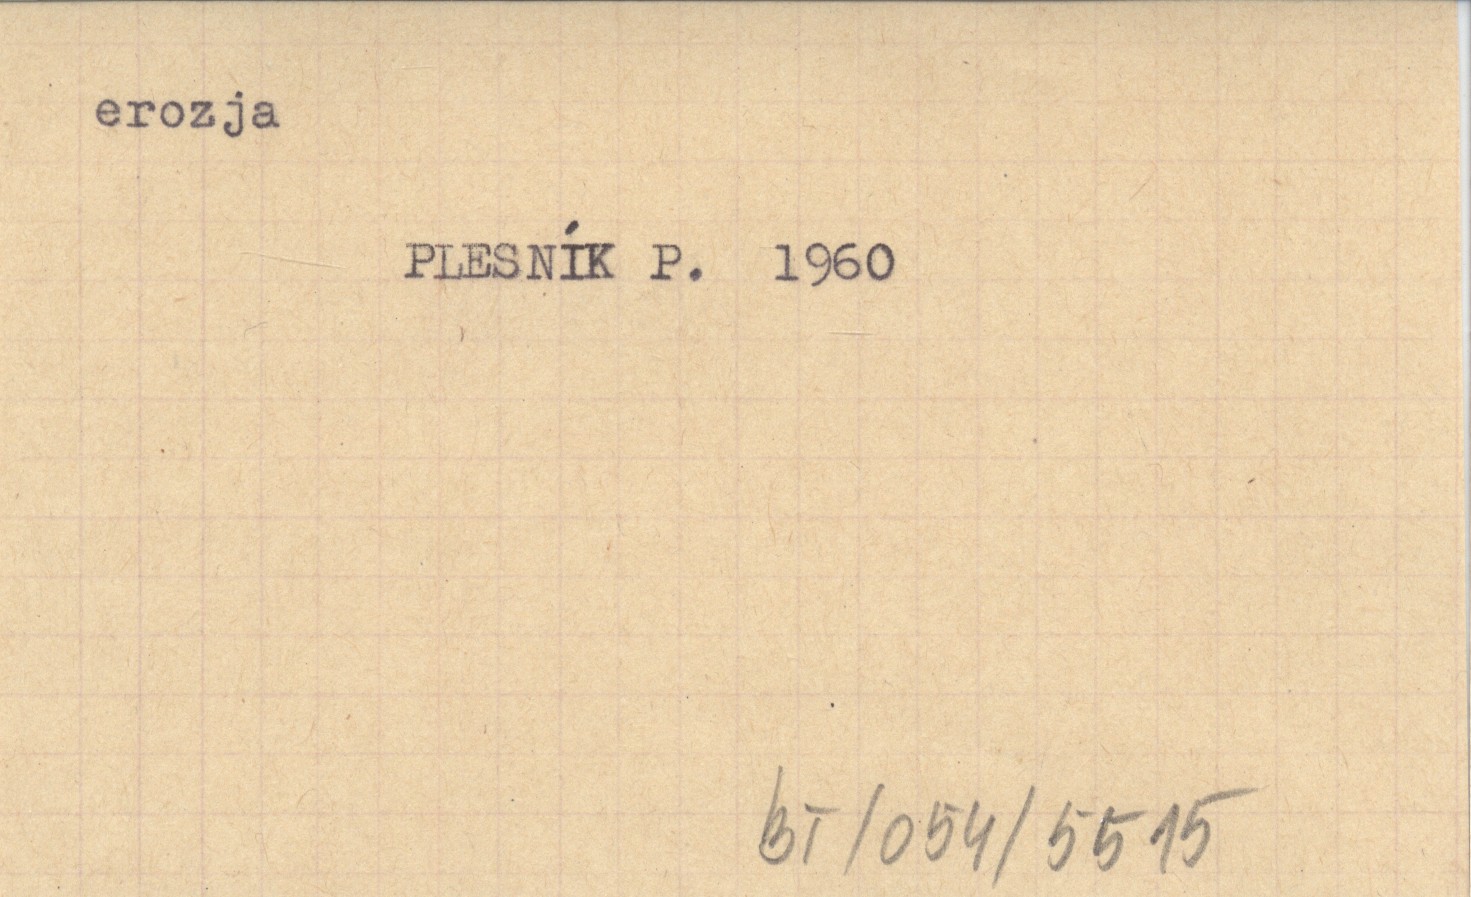 erozja
PLESNÍK P. 1960
BT/054/5515